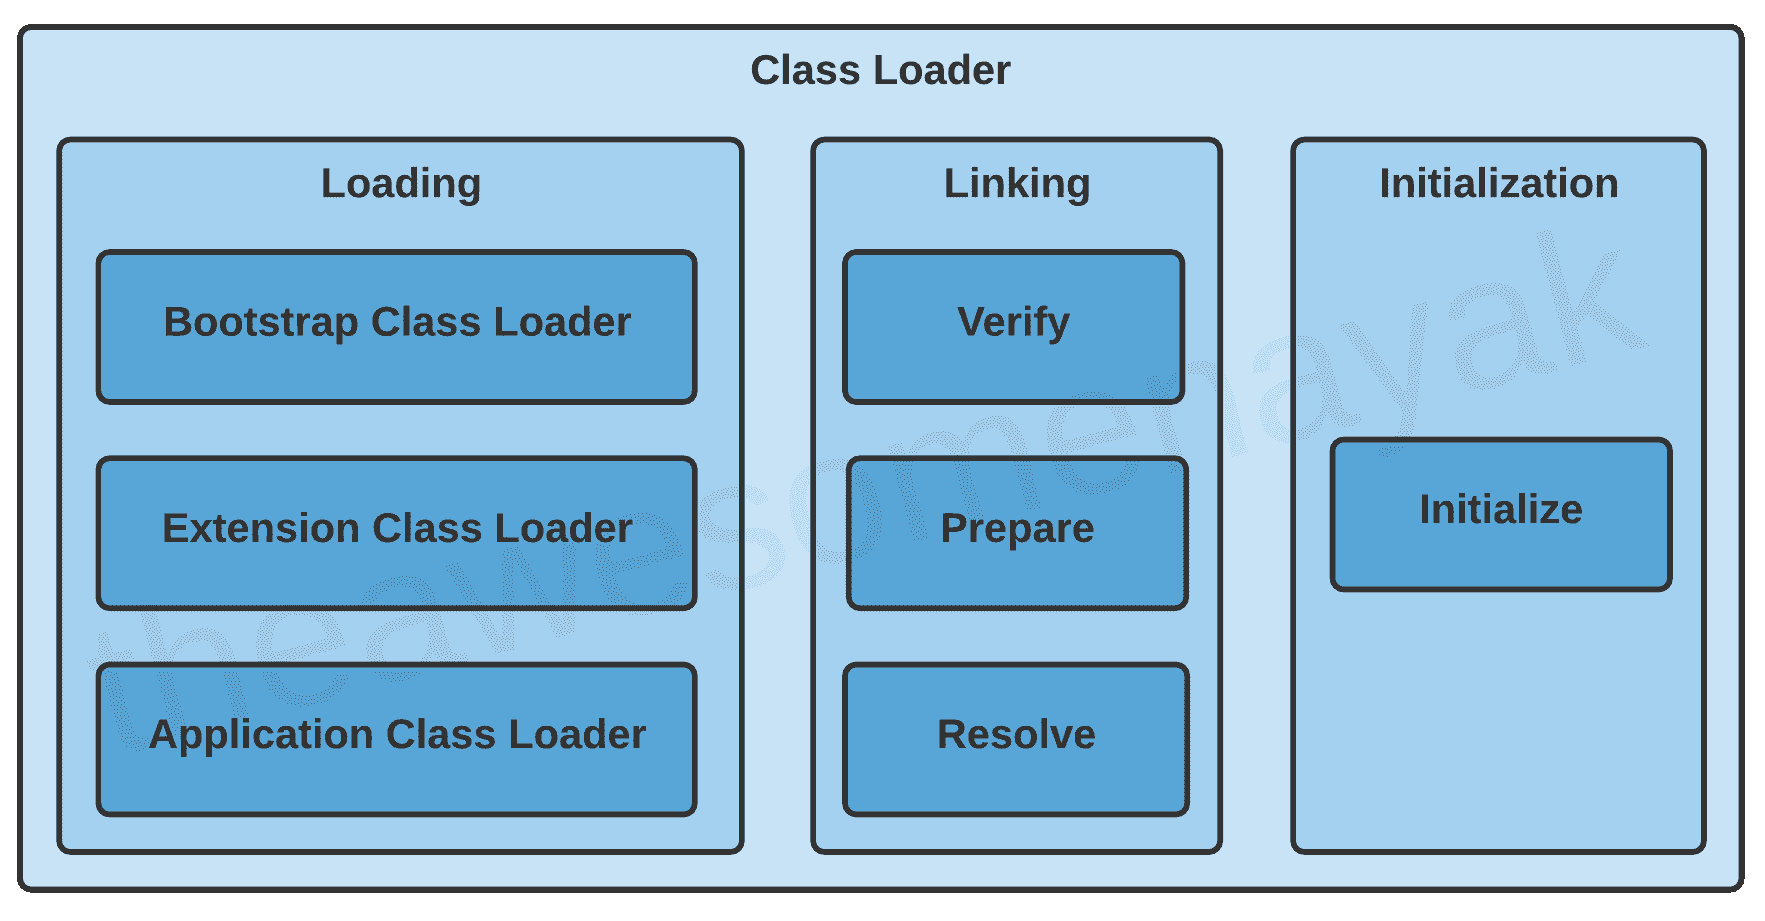 Class Loader
Loading
Bootstrap Class Loader
Extension Class Loader
Application Class Loader
Linking
Verify
Prepare
Resolve
Initialization
Initialize
theawesomenayak